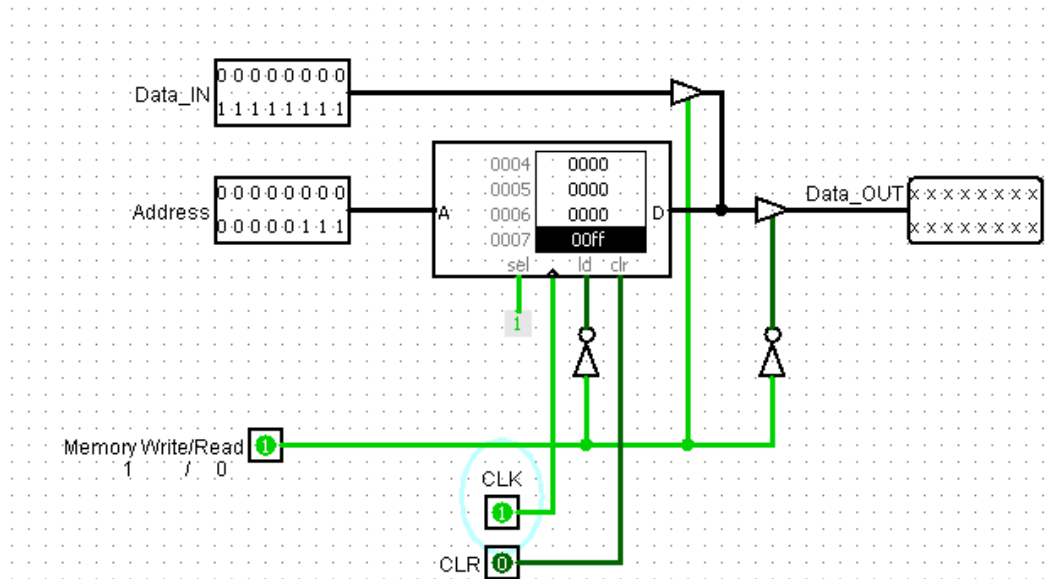 0 0 0 0 0 0 0 0
Data_IN
1 1 1 1 1 1 1 1
0004 0000
0005 0000
0 0 0 0 0 0 0 0
Data_OUT
x x x x x x x x
Address
A
0006 0000
D
0 0 0 0 0 1 1 1
0007 00ff
x x x x x x x x
sel ld clr
1
Memory Write/Read
1
1 / 0
CLK
1
CLR
0